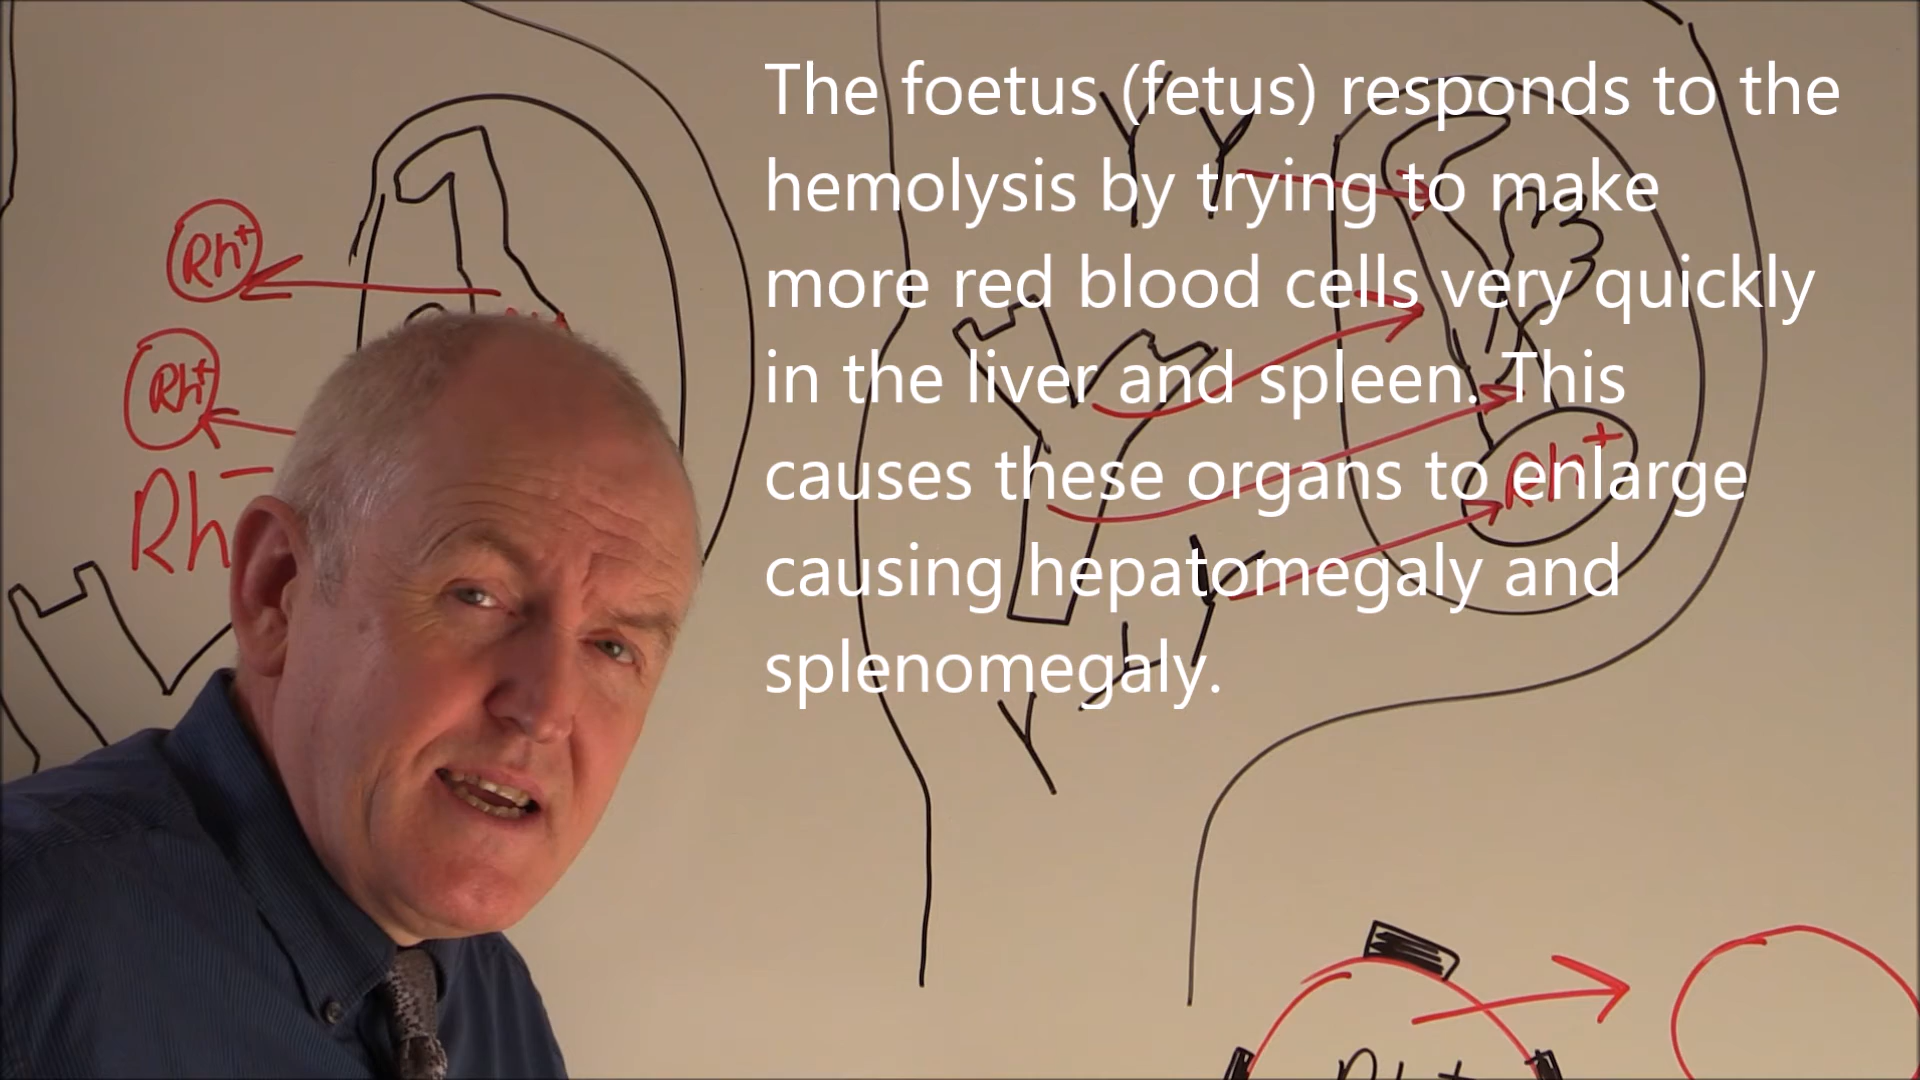 The foetus (fetus) responds to the
hemolysis by trying to make
more red blood cells very quickly
in the liver and spleen. This
causes these organs to enlarge
causing hepatomegaly and
splenomegaly.
Rh+
Rh+
Rh-
Rh+